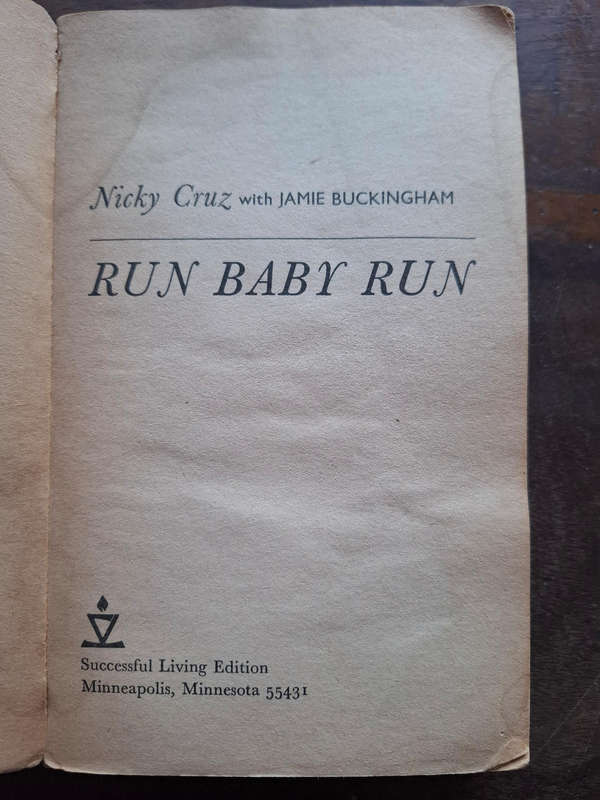 Nicky Cruz with JAMIE BUCKINGHAM
RUN BABY RUN
Successful Living Edition
Minneapolis, Minnesota 55431